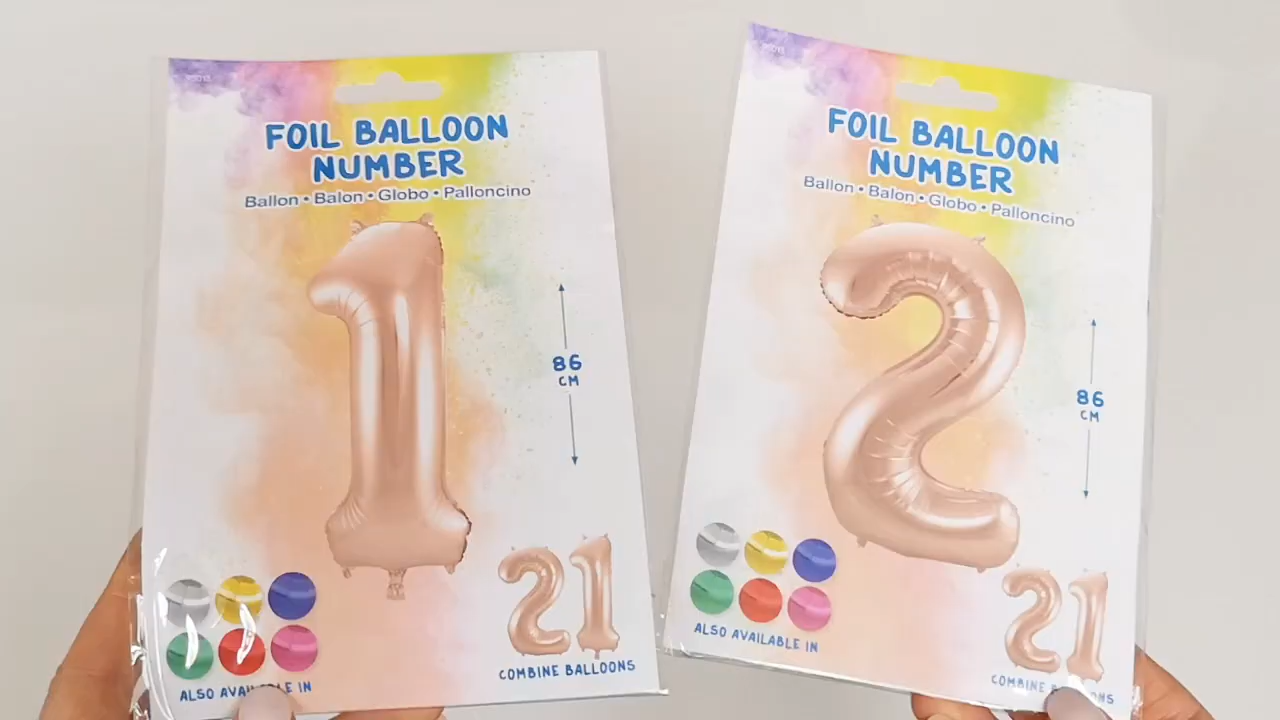 FOIL BALLOON
NUMBER
Ballon • Balon • Globo • Palloncino
86
CM
21
COMBINE BALLOONS
ALSO AVAILABLE IN
FOIL BALLOON
NUMBER
Ballon • Balon • Globo • Palloncino
86
CM
21
ALSO AVAILABLE IN
COMBINE